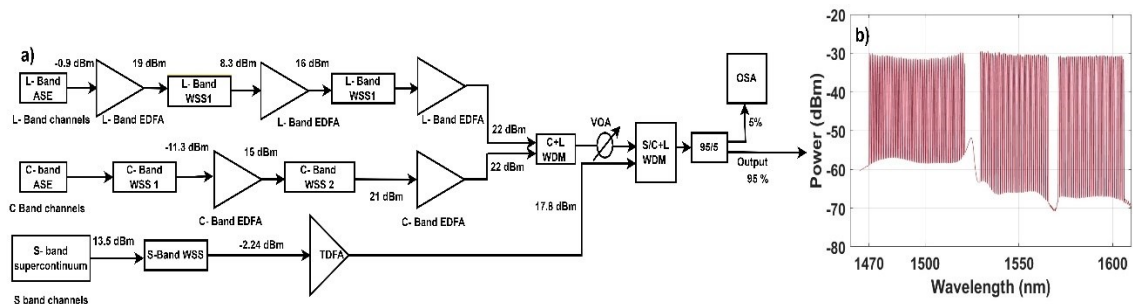 a)
-0.9 dBm
19 dBm
8.3 dBm
16 dBm
L- Band
ASE
L- Band
WSS1
L- Band
WSS1
L- Band channels
L- Band EDFA
L- Band EDFA
L- Band EDFA
22 dBm
C-band
ASE
C- Band
WSS 1
-11.3 dBm
15 dBm
C- Band
WSS 2
21 dBm
22 dBm
C Band channels
C- Band EDFA
C- Band EDFA
C+L
WDM
VOA
S/C+L
WDM
95/5
OSA
5%
Output
95 %
S- band
supercontinuum
13.5 dBm
S-Band WSS
-2.24 dBm
TDFA
17.8 dBm
S band channels
b)
Power (dBm)
-20
-30
-40
-50
-60
-70
-80
1470
1500
1550
1600
Wavelength (nm)